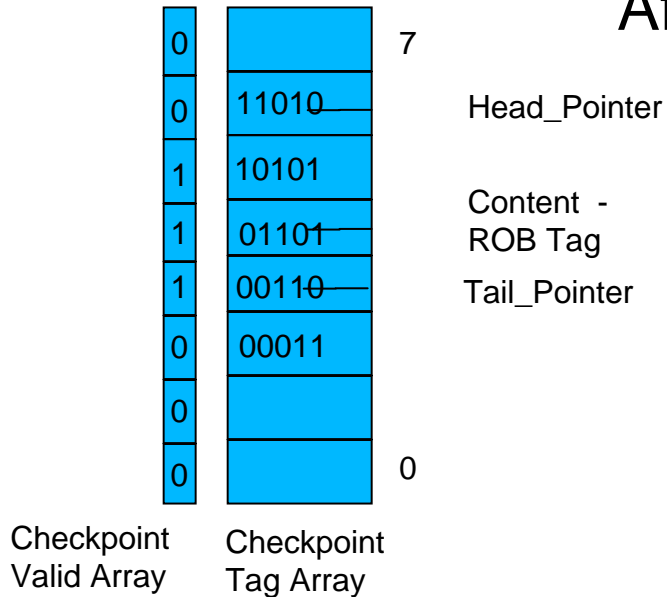 0 7
0 11010 Head_Pointer
1 10101
Content -
1 01101 ROB Tag
1 00110 Tail_Pointer
0 00011
0
0 0
Checkpoint Checkpoint
Valid Array Tag Array